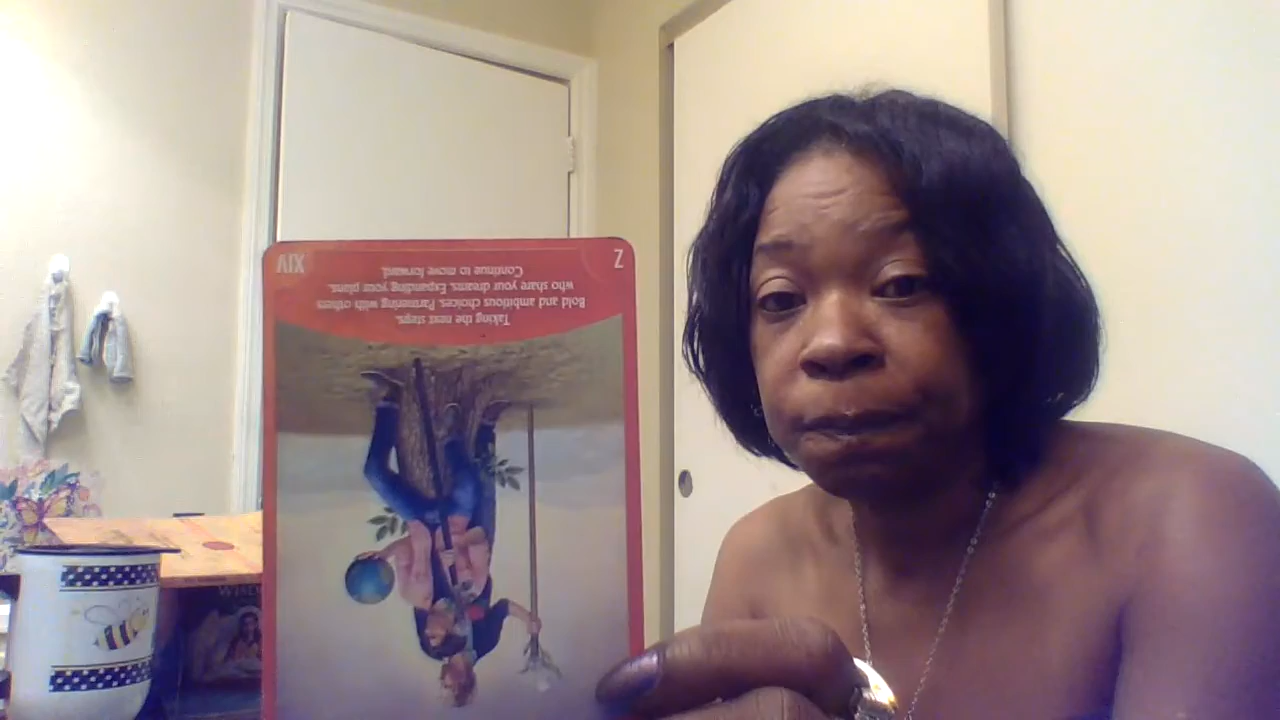 Taking the next steps.
Bold and ambitious choices. Partnering with others
who share your dreams. Expanding your plans.
Continue to move forward.
Z
XIV